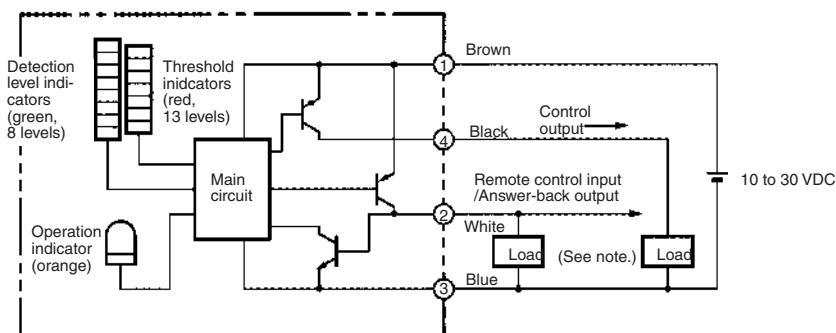 Detection
level indi-
cators
(green,
8 levels)
Threshold
inidcators
(red,
13 levels)
Operation
indicator
(orange)
Main
circuit
1
Brown
4
Black
Control
output
2
White
Remote control input
/Answer-back output
Load
(See note.)
Load
3
Blue
10 to 30 VDC